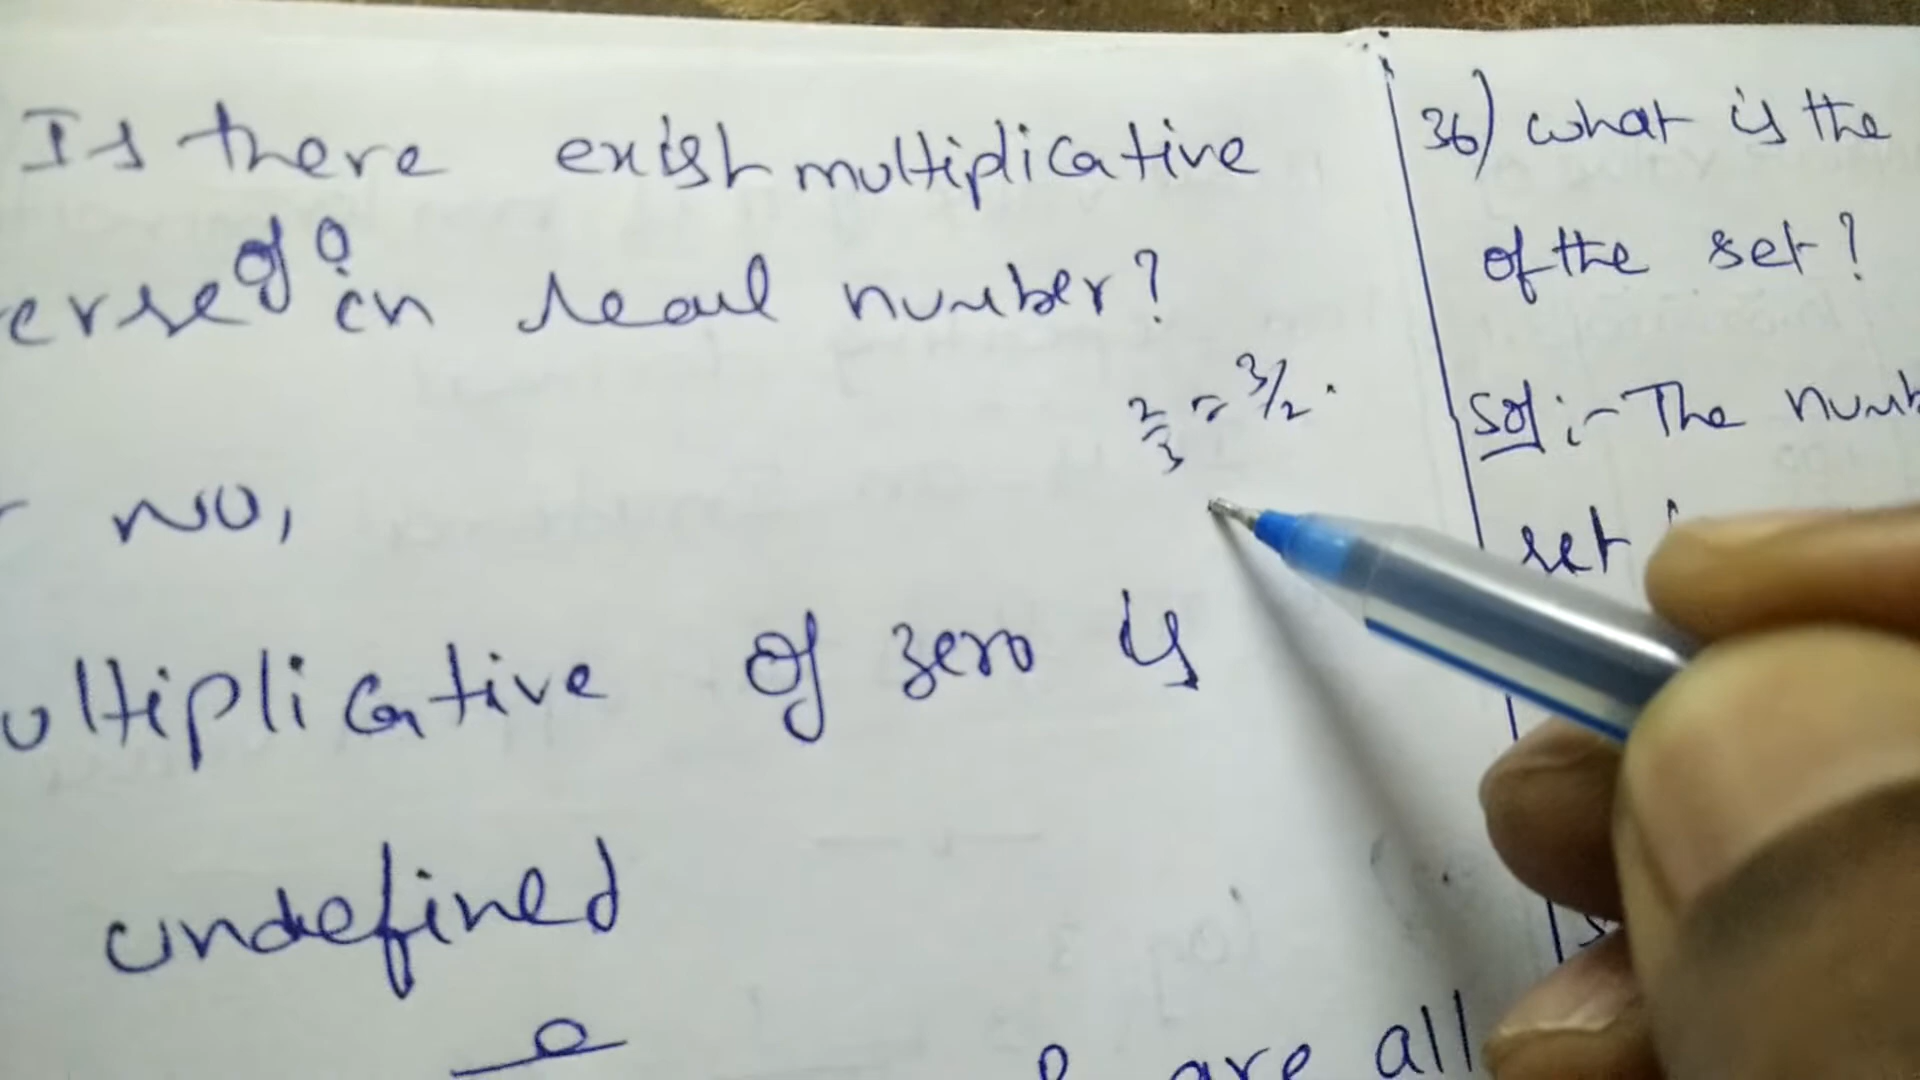 Is there exist multiplicative
erse of 0 in real number?
2/3 = 3/2.
No,
ultiplicative of zero is
undefined
are all
36) what is the
of the set?
Sol :- The numb
set